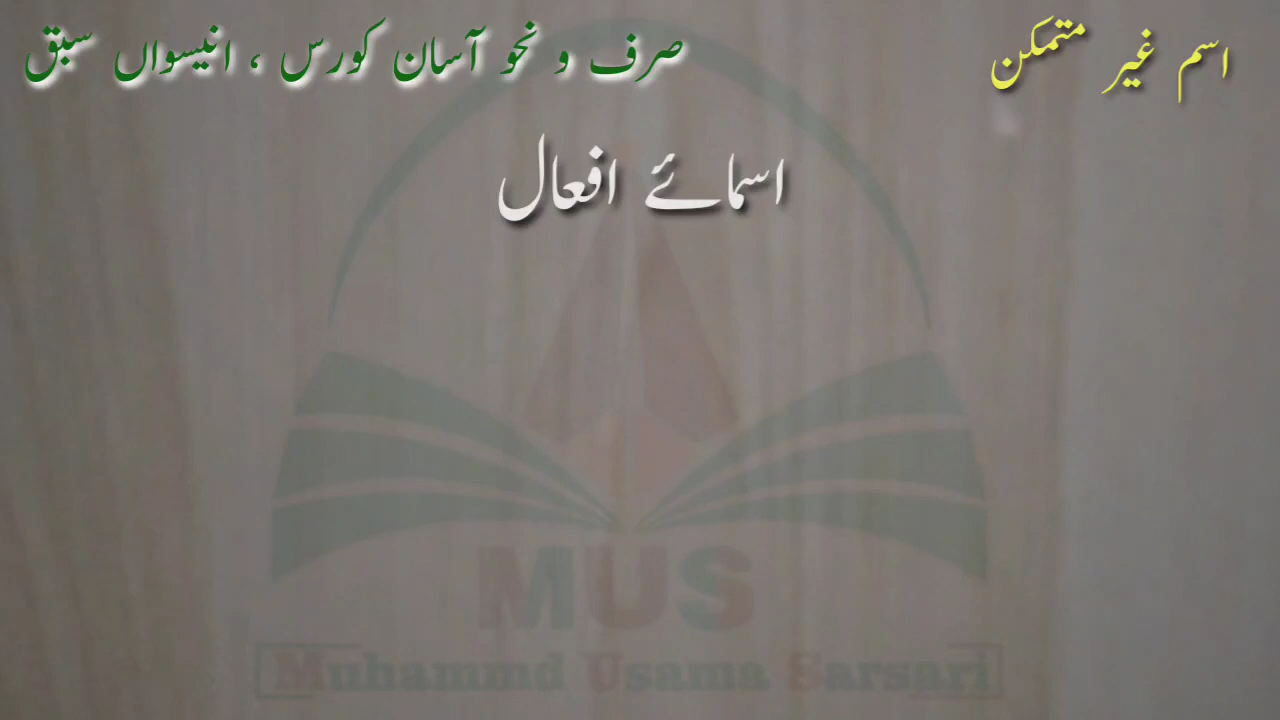 اسم غیر متمکن
صرف و نحو آسان کورس ، انیسواں سبق
اسمائے افعال
MUS
Muhammd Usama Sarsari